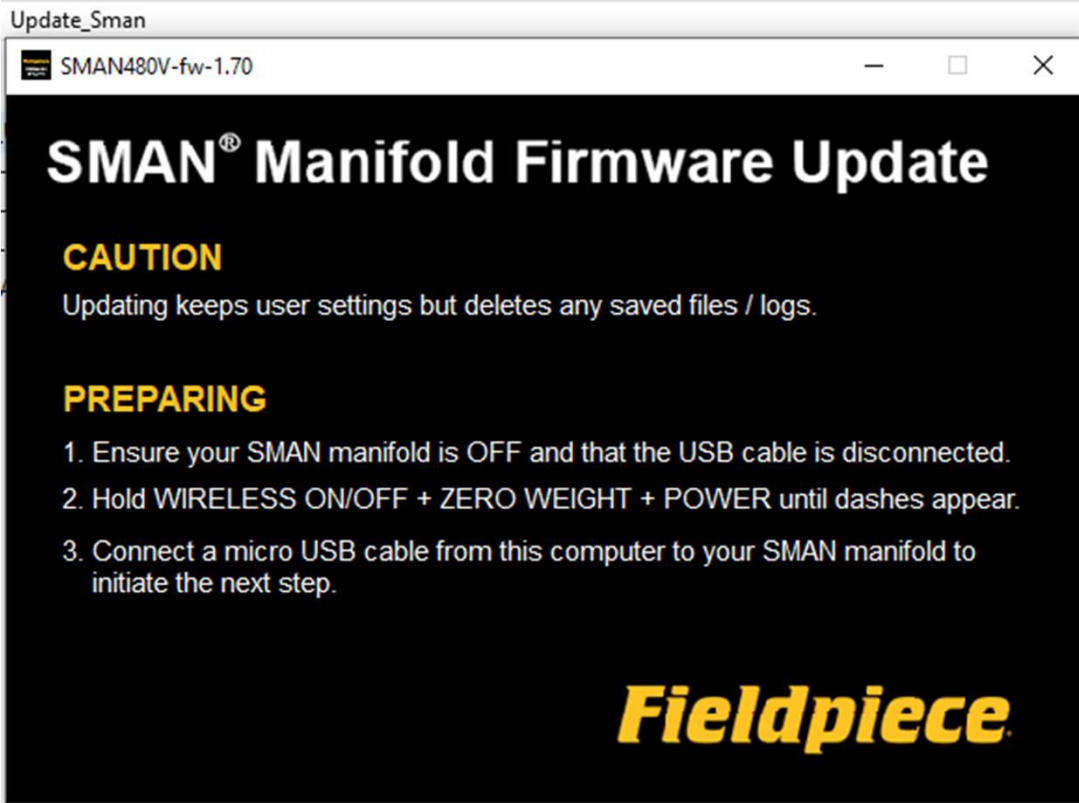 Update_Sman
SMAN480V-fw-1.70
SMAN® Manifold Firmware Update
CAUTION
Updating keeps user settings but deletes any saved files / logs.
PREPARING
1. Ensure your SMAN manifold is OFF and that the USB cable is disconnected.
2. Hold WIRELESS ON/OFF + ZERO WEIGHT + POWER until dashes appear.
3. Connect a micro USB cable from this computer to your SMAN manifold to
initiate the next step.
Fieldpiece